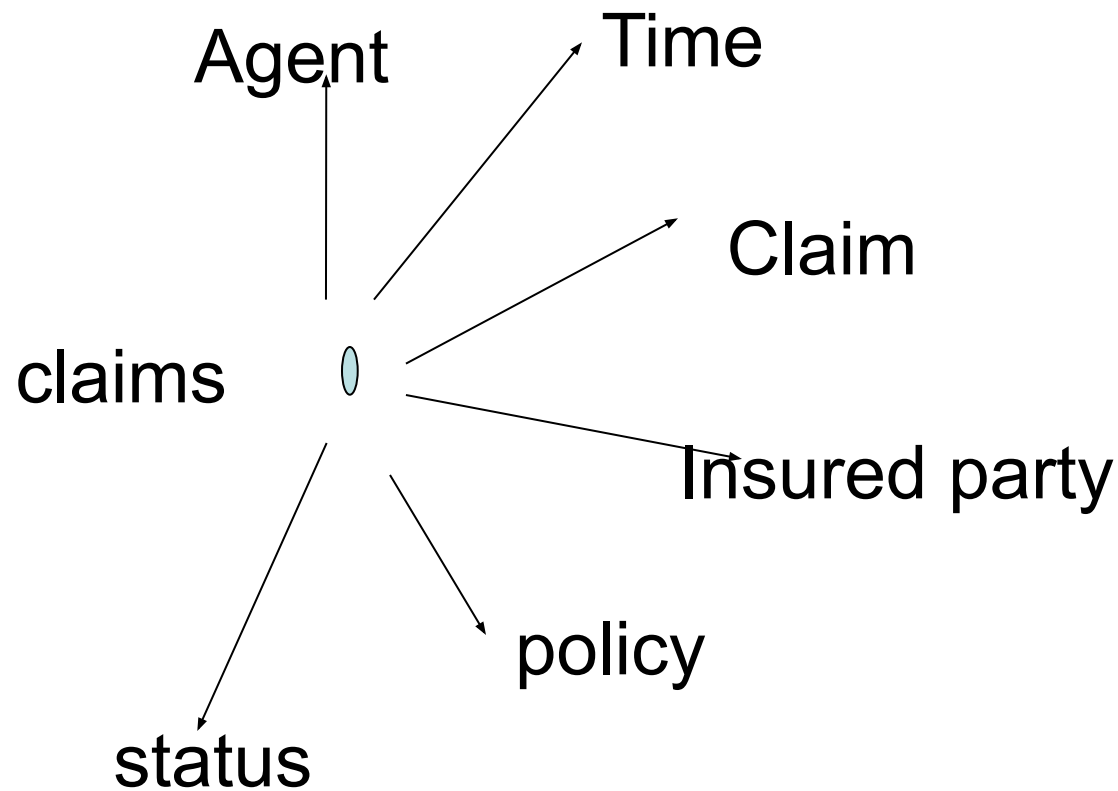 Agent
Time
Claim
claims
Insured party
policy
status